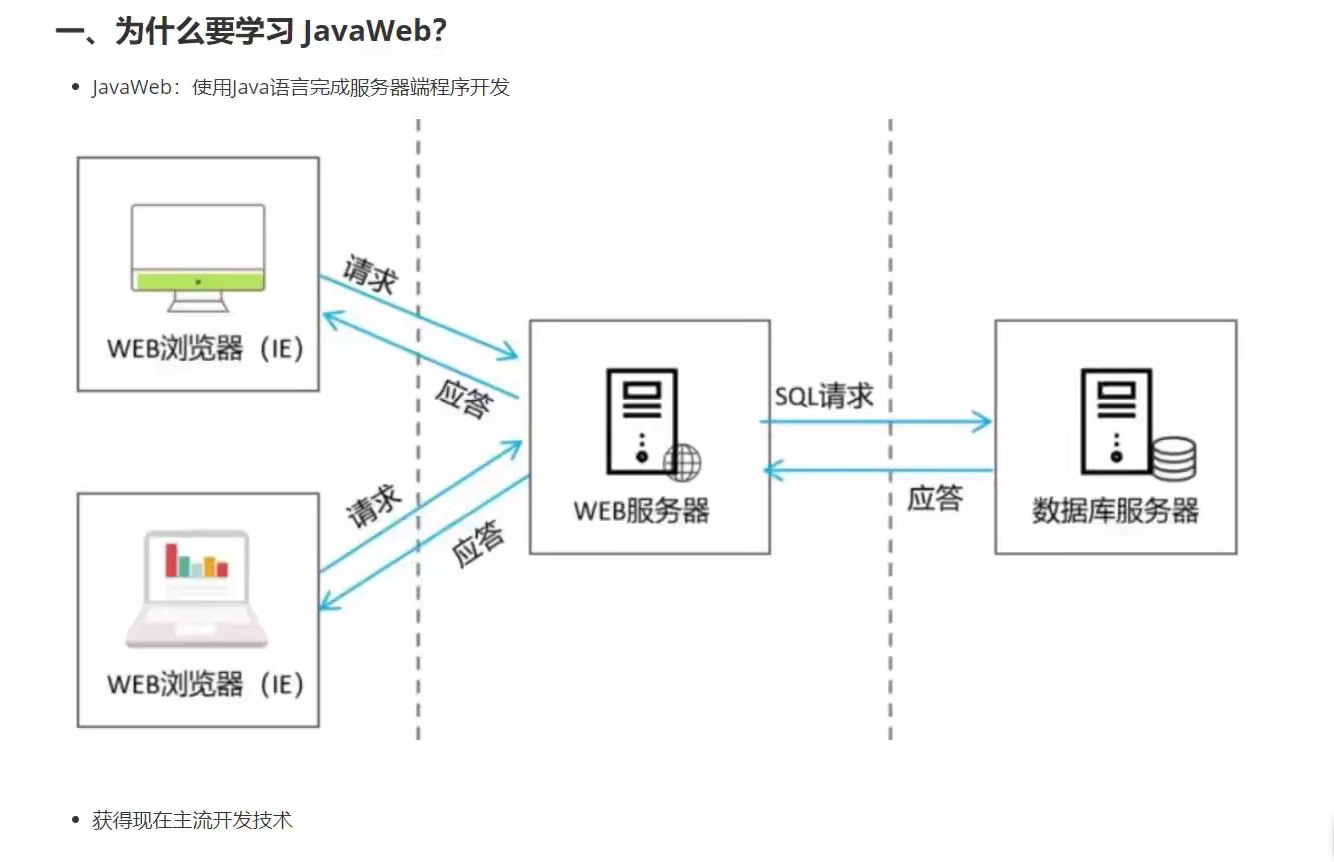 一、为什么要学习 JavaWeb？
JavaWeb：使用Java语言完成服务器端程序开发
请求
WEB浏览器（IE）
应答
SQL请求
请求
应答
WEB服务器
应答
数据库服务器
WEB浏览器（IE）
获得现在主流开发技术